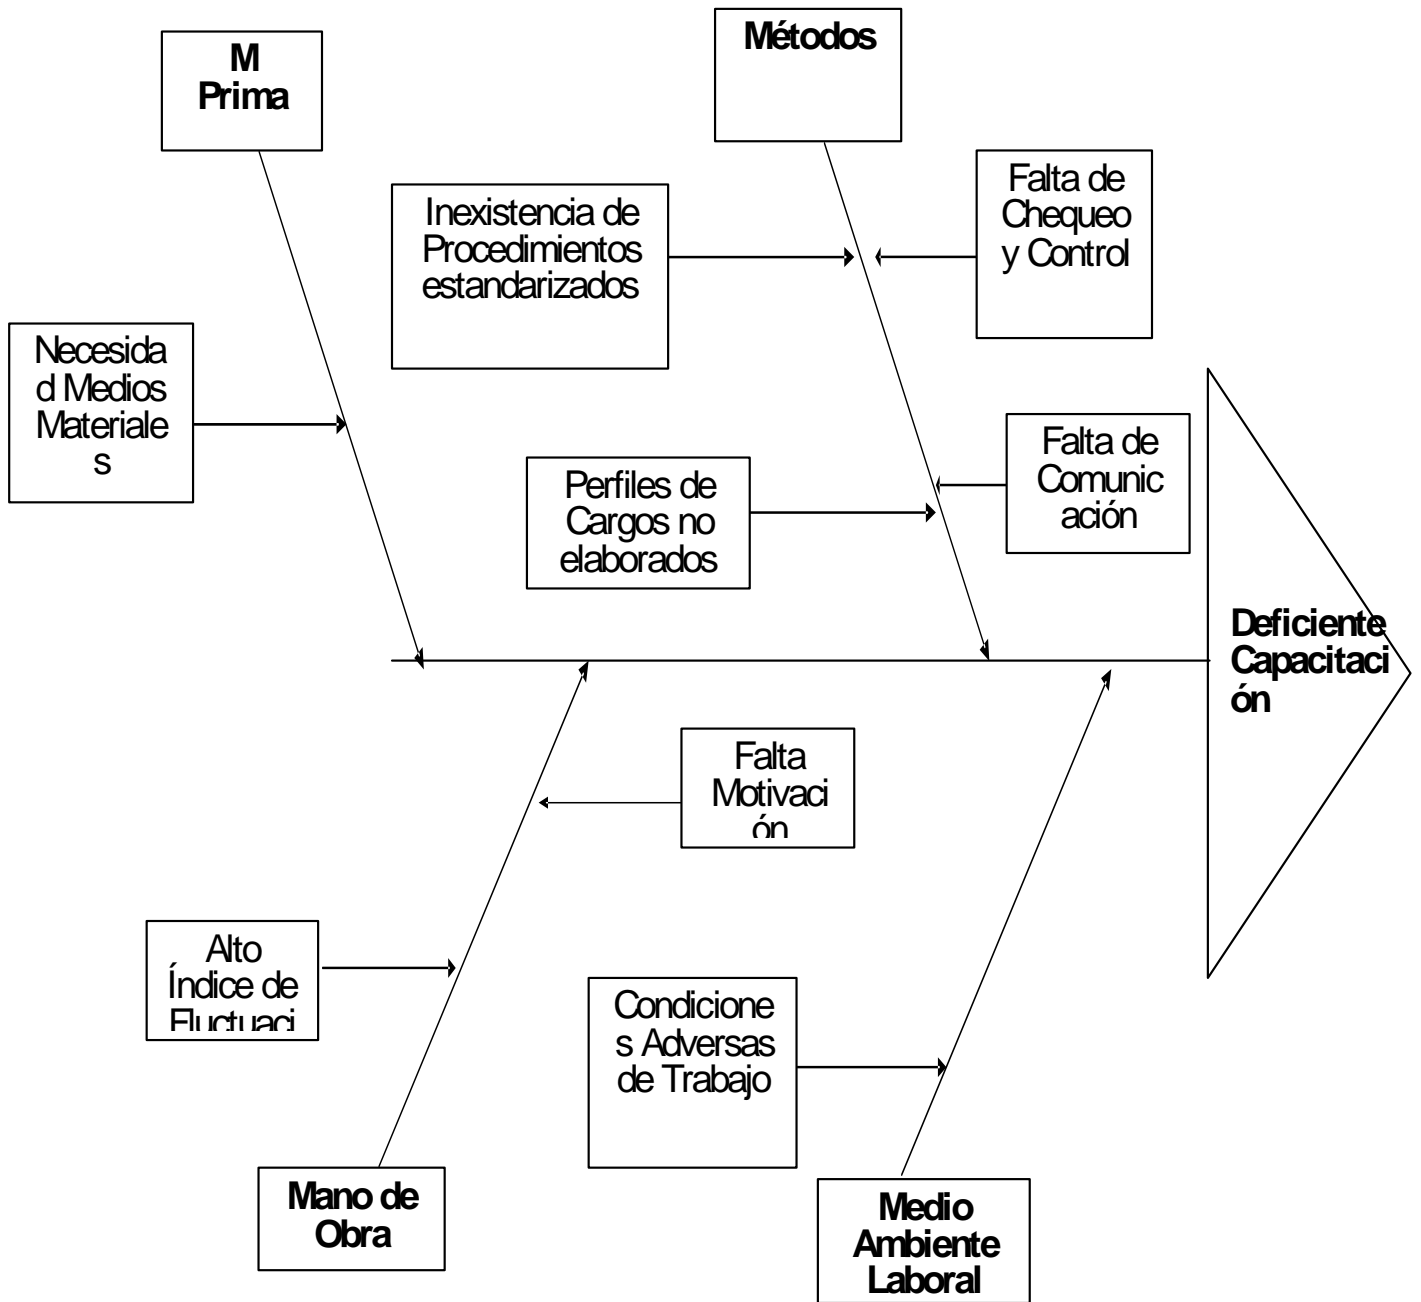 M
Prima
Métodos
Inexistencia de
Procedimientos
estandarizados
Falta de
Chequeo
y Control
Necesida
d Medios
Materiale
s
Perfiles de
Cargos no
elaborados
Falta de
Comunic
ación
Deficiente
Capacitaci
ón
Falta
Motivaci
ón
Alto
Índice de
Fluctuaci
Condicione
s Adversas
de Trabajo
Mano de
Obra
Medio
Ambiente
Laboral